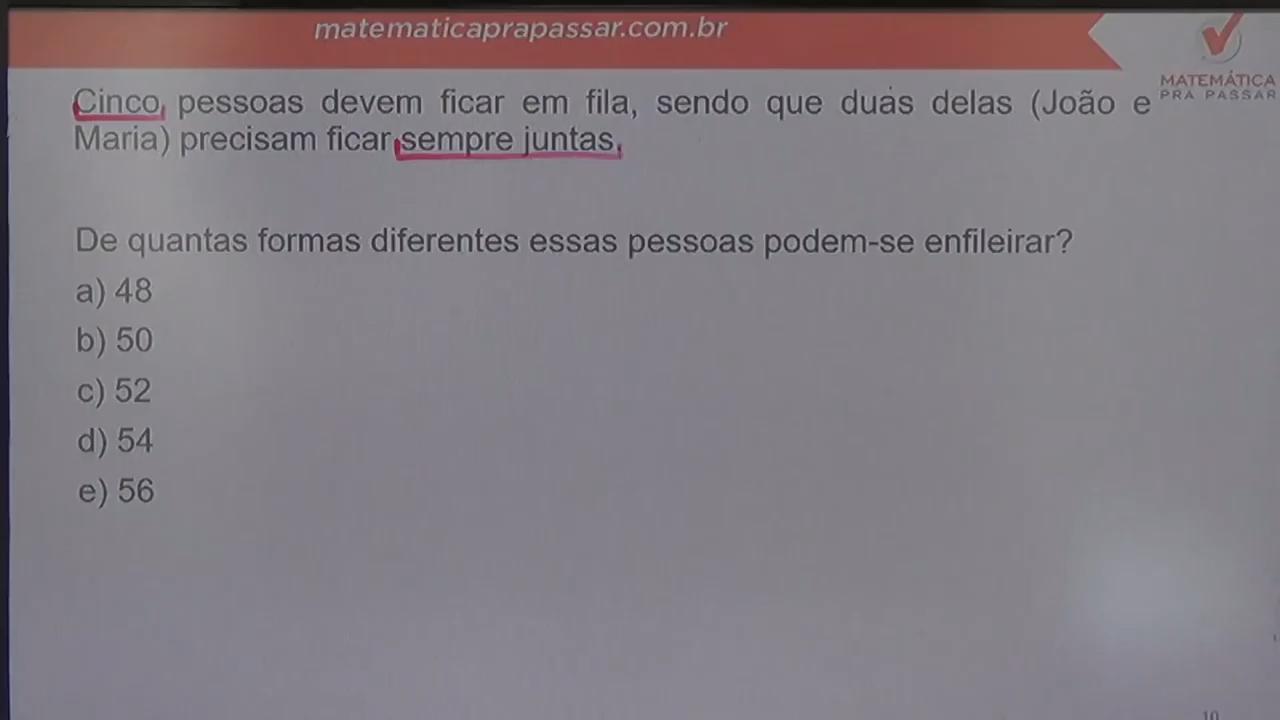 matematicaprapassar.com.br
MATEMÁTICA
PRA PASSAR
Cinco pessoas devem ficar em fila, sendo que duas delas (João e
Maria) precisam ficar sempre juntas.
De quantas formas diferentes essas pessoas podem-se enfileirar?
a) 48
b) 50
c) 52
d) 54
e) 56
10